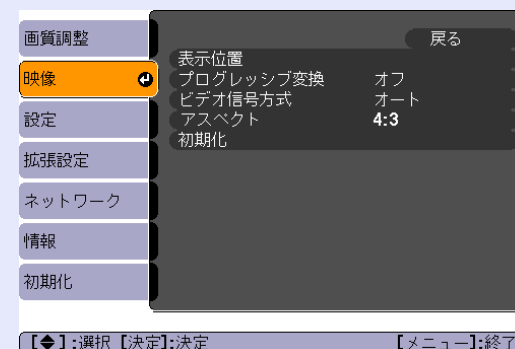 画質調整
映像
設定
拡張設定
ネットワーク
情報
初期化
戻る
表示位置
プログレッシブ変換 オフ
ビデオ信号方式 オート
アスペクト 4:3
初期化
【◆】:選択【決定】:決定 【メニュー】:終了